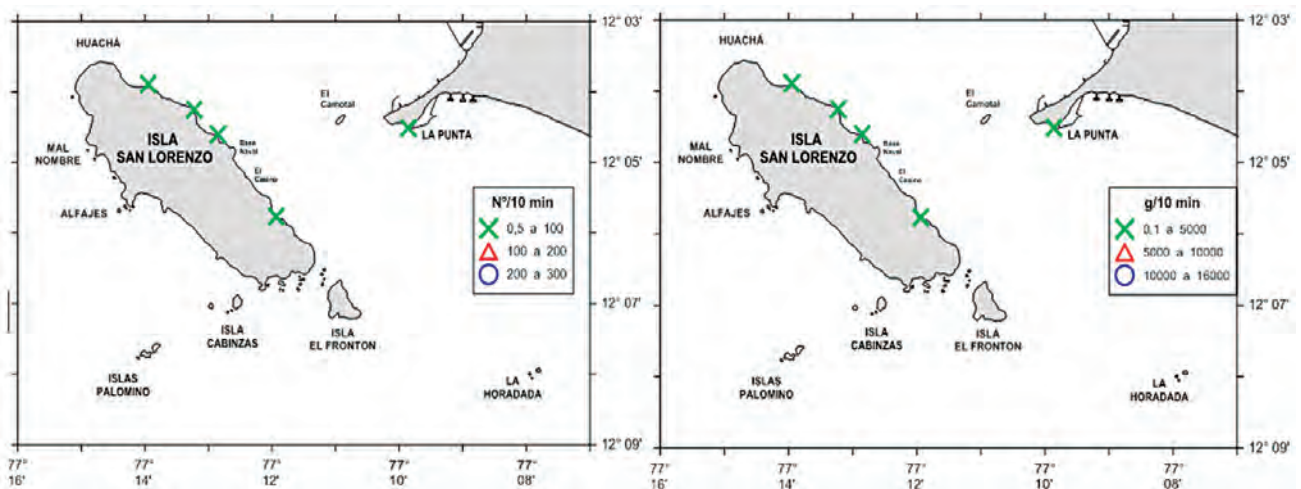 12° 03'
HUACHÁ
El
Camotal
LA PUNTA
ISLA
SAN LORENZO
Base
Naval
MAL
NOMBRE
12° 05'
El
Casino
ALFAJES
Nº/10 min
0,5 a 100
100 a 200
200 a 300
12° 07'
ISLA
CABINZAS
ISLA
EL FRONTON
ISLAS
PALOMINO
LA
HORADADA
12° 09'
77°
16'
77°
14'
77°
12'
77°
10'
77°
08'
12° 03'
HUACHÁ
El
Camotal
LA PUNTA
ISLA
SAN LORENZO
Base
Naval
MAL
NOMBRE
12° 05'
El
Casino
ALFAJES
g/10 min
0,1 a 5000
5000 a 10000
10000 a 16000
12° 07'
ISLA
CABINZAS
ISLA
EL FRONTON
ISLAS
PALOMINO
LA
HORADADA
12° 09'
77°
16'
77°
14'
77°
12'
77°
10'
77°
08'